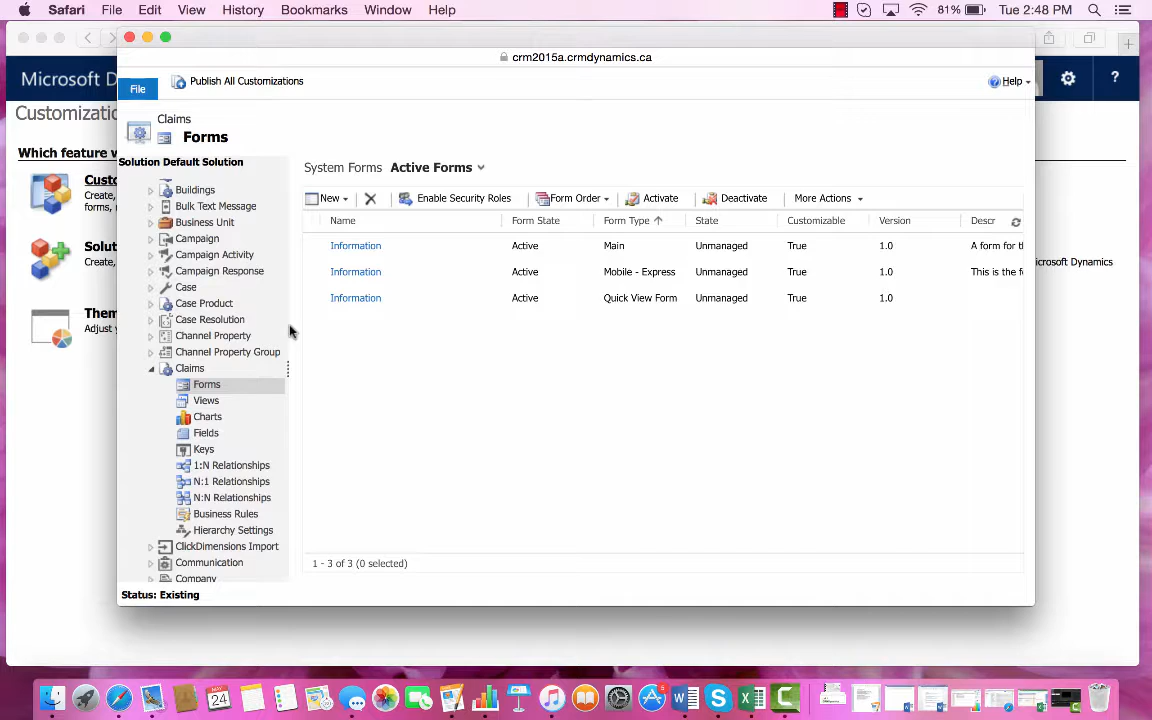 Safari File Edit View History Bookmarks Window Help 81% Tue 2:48 PM
crm2015a.crmdynamics.ca
Microsoft D
File Publish All Customizations Help
?
Customizatio
Claims
Forms
Which feature w
Solution Default Solution
System Forms Active Forms
Custo
Create,
forms, r
Solut
Create,
Them
Adjust y
icrosoft Dynamics
Buildings
Bulk Text Message
Business Unit
Campaign
Campaign Activity
Campaign Response
Case
Case Product
Case Resolution
Channel Property
Channel Property Group
Claims
Forms
Views
Charts
Fields
Keys
1:N Relationships
N:1 Relationships
N:N Relationships
Business Rules
Hierarchy Settings
ClickDimensions Import
Communication
Company
New Enable Security Roles Form Order Activate Deactivate More Actions
Name Form State Form Type State Customizable Version Descr
Information Active Main Unmanaged True 1.0 A form for th
Information Active Mobile - Express Unmanaged True 1.0 This is the fo
Information Active Quick View Form Unmanaged True 1.0
1 - 3 of 3 (0 selected)
Status: Existing